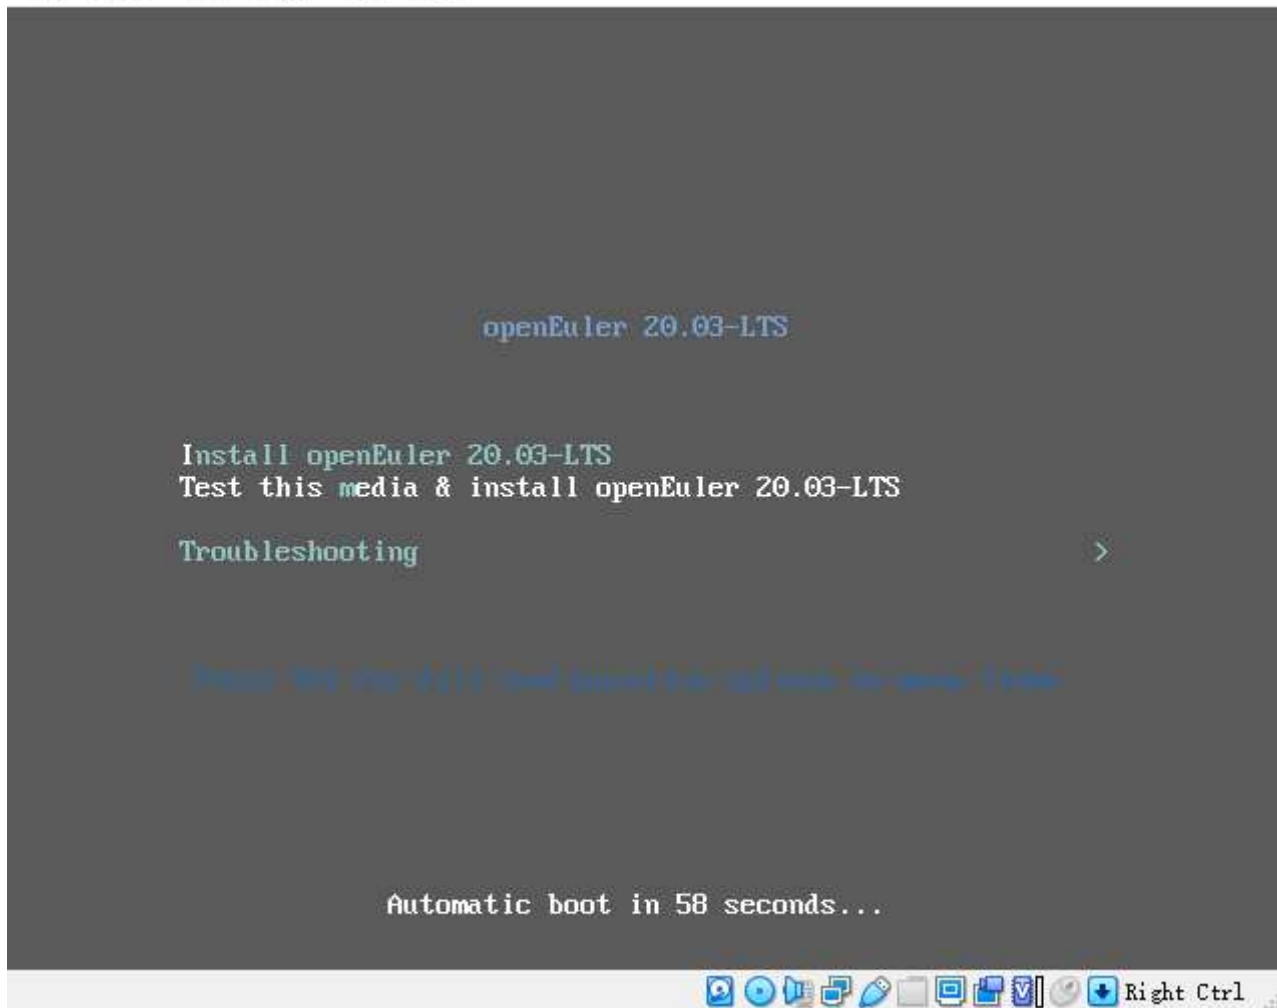 openEuler 20.03-LTS
Install openEuler 20.03-LTS
Test this media & install openEuler 20.03-LTS
Troubleshooting >
Automatic boot in 58 seconds...
Right Ctrl